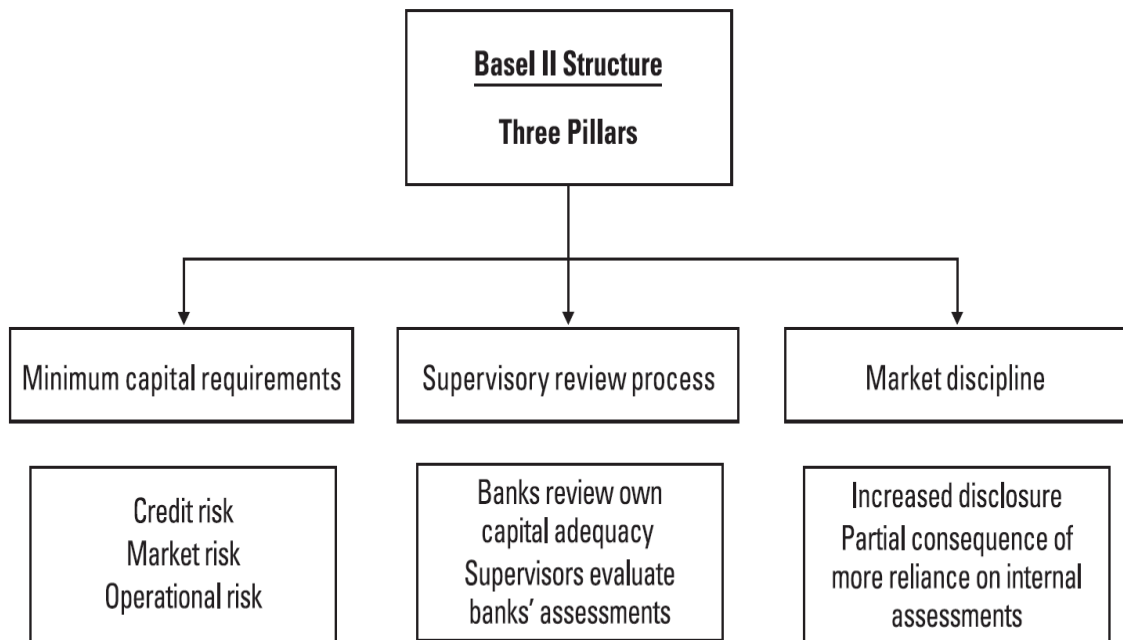 Basel II Structure
Three Pillars
Minimum capital requirements
Supervisory review process
Market discipline
Credit risk
Market risk
Operational risk
Banks review own
capital adequacy
Supervisors evaluate
banks’ assessments
Increased disclosure
Partial consequence of
more reliance on internal
assessments